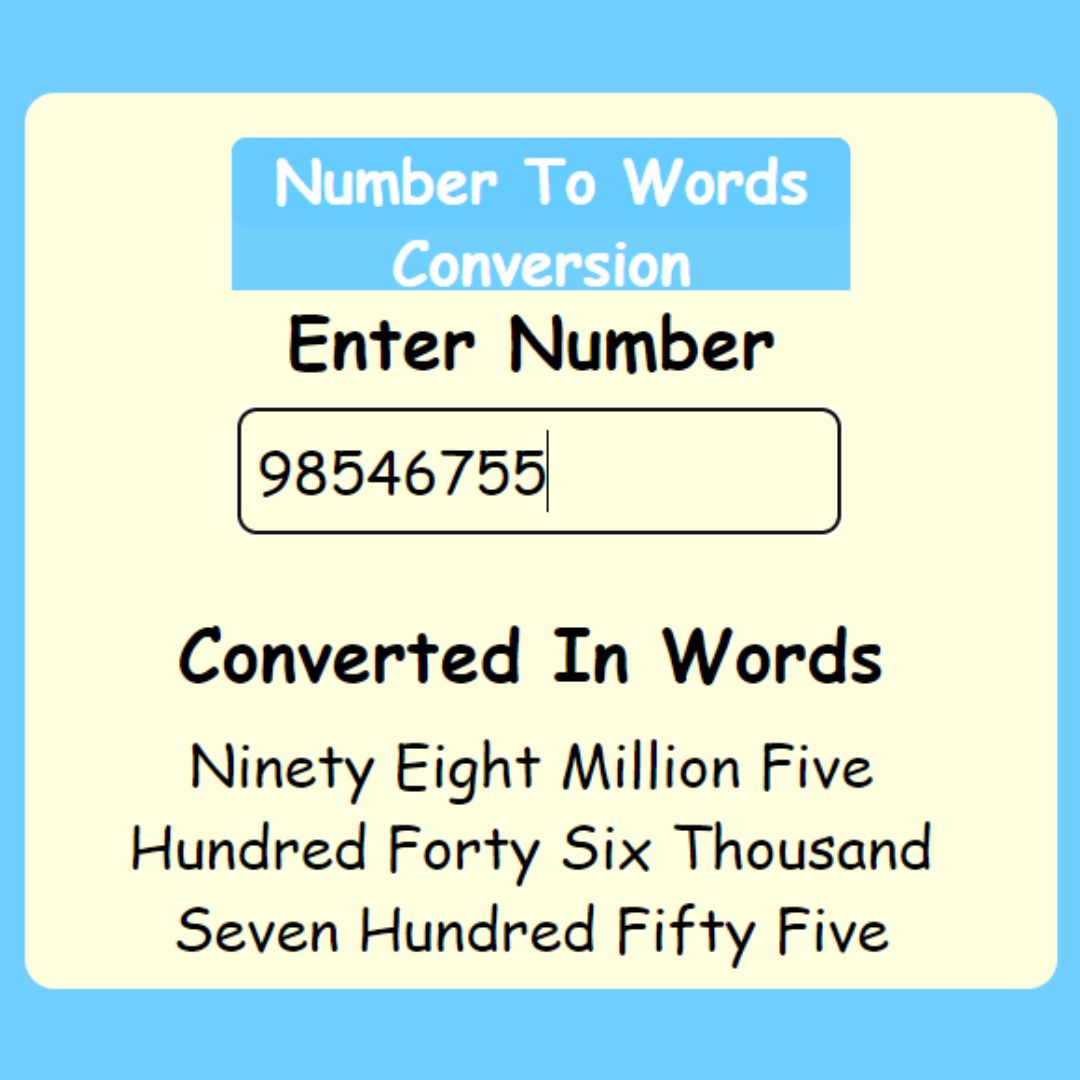 Number To Words
Conversion
Enter Number
98546755
Converted In Words
Ninety Eight Million Five
Hundred Forty Six Thousand
Seven Hundred Fifty Five